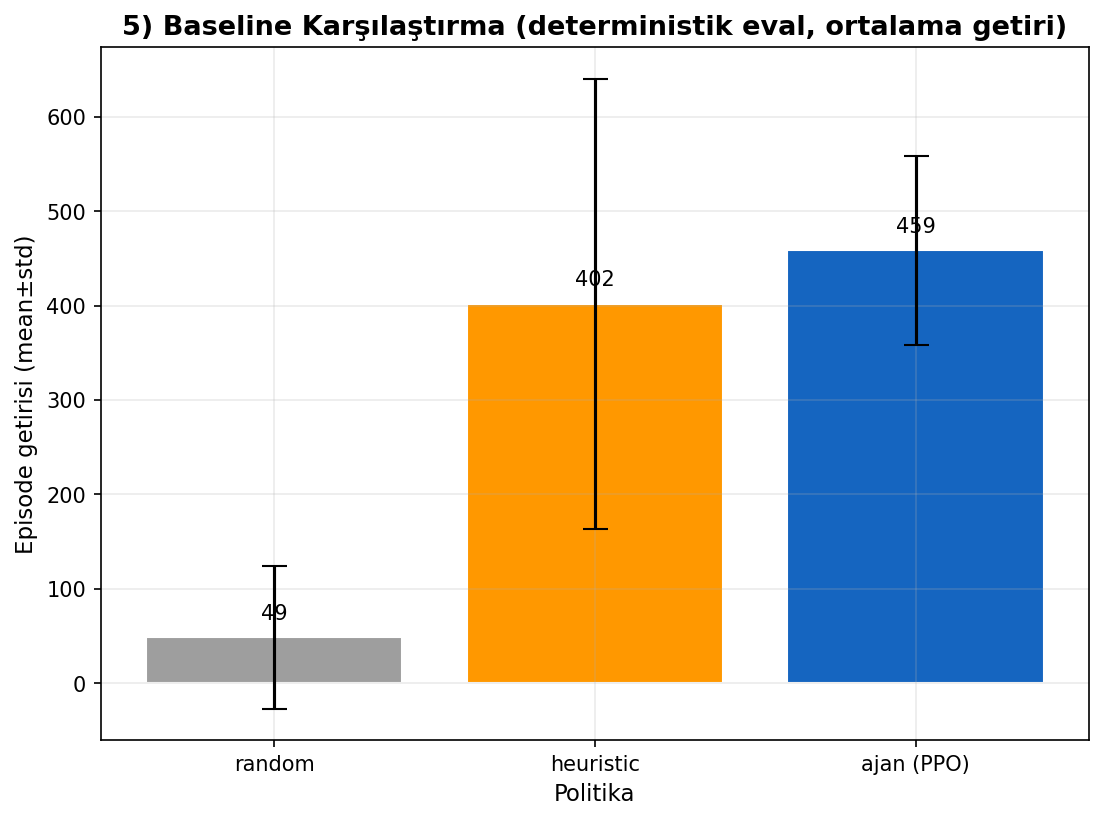 5) Baseline Karşılaştırma (deterministik eval, ortalama getiri)
Episode getirisi (mean±std)
600
500
400
300
200
100
0
49
402
459
random
heuristic
ajan (PPO)
Politika